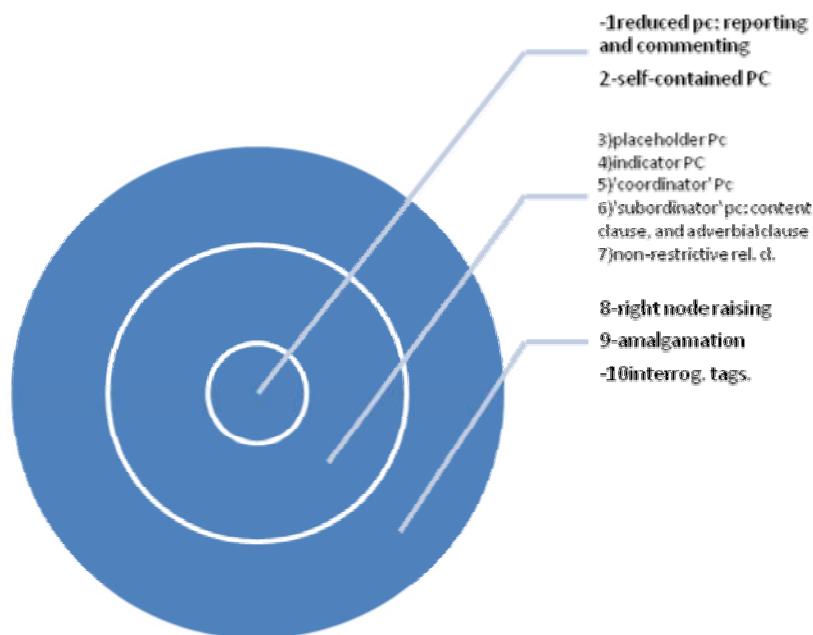 -1reduced pc: reporting
and commenting
2-self-contained PC
3)placeholder Pc
4)indicator PC
5)'coordinator' Pc
6)'subordinator' pc: content
clause, and adverbial clause
7)non-restrictive rel. cl.
8-right node raising
9-amalgamation
-10interrog. tags.